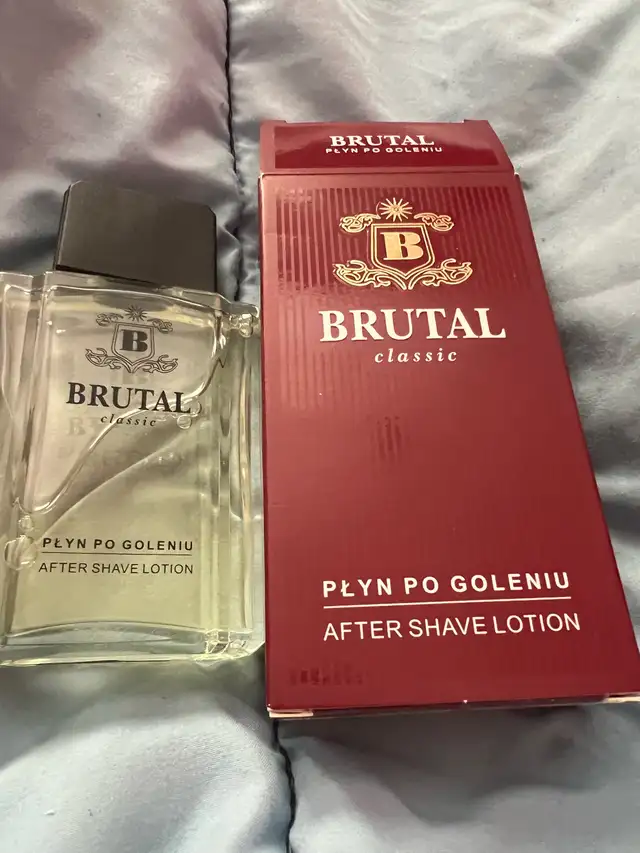 B
BRUTAL
classic
PŁYN PO GOLENIU
AFTER SHAVE LOTION
BRUTAL
PŁYN PO GOLENIU
B
BRUTAL
classic
PŁYN PO GOLENIU
AFTER SHAVE LOTION